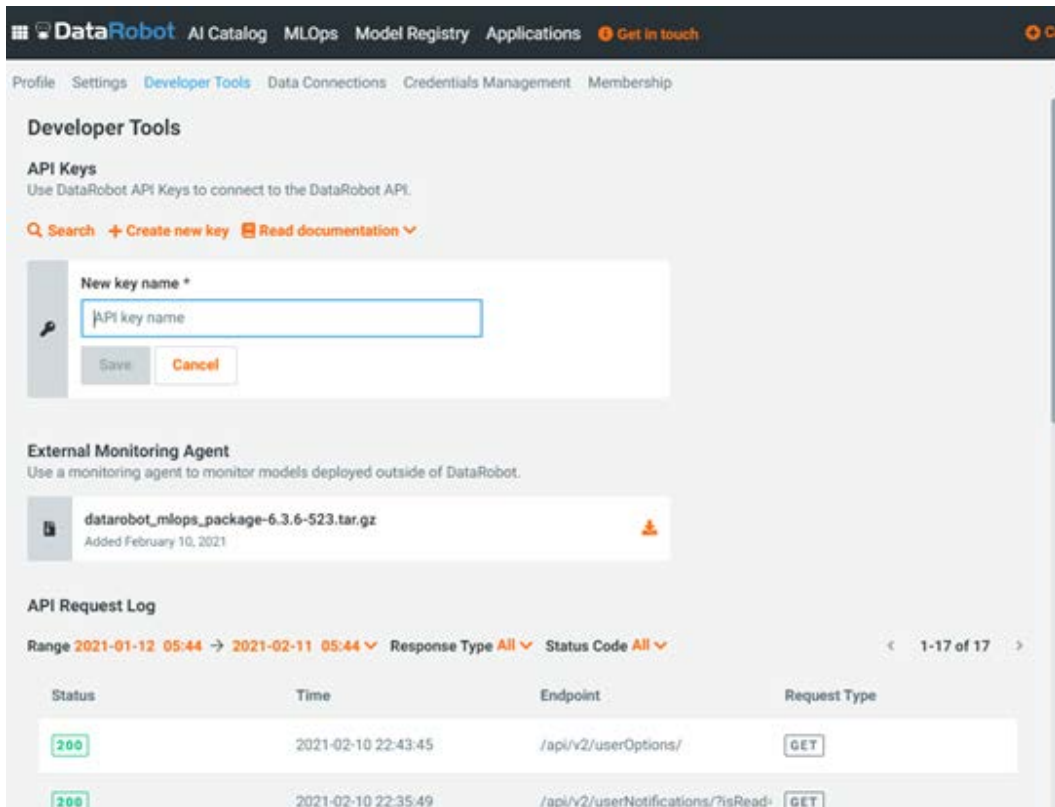 DataRobot AI Catalog MLOps Model Registry Applications Get in touch
Profile Settings Developer Tools Data Connections Credentials Management Membership
Developer Tools
API Keys
Use DataRobot API Keys to connect to the DataRobot API.
Search + Create new key Read documentation
New key name *
API key name
Save Cancel
External Monitoring Agent
Use a monitoring agent to monitor models deployed outside of DataRobot.
datarobot_mlops_package-6.3.6-523.tar.gz
Added February 10, 2021
API Request Log
Range 2021-01-12 05:44 → 2021-02-11 05:44 Response Type All Status Code All < 1-17 of 17 >
Status Time Endpoint Request Type
200 2021-02-10 22:43:45 /api/v2/userOptions/ GET
200 2021-02-10 22:35:49 /api/v2/userNotifications/?isRead= GET